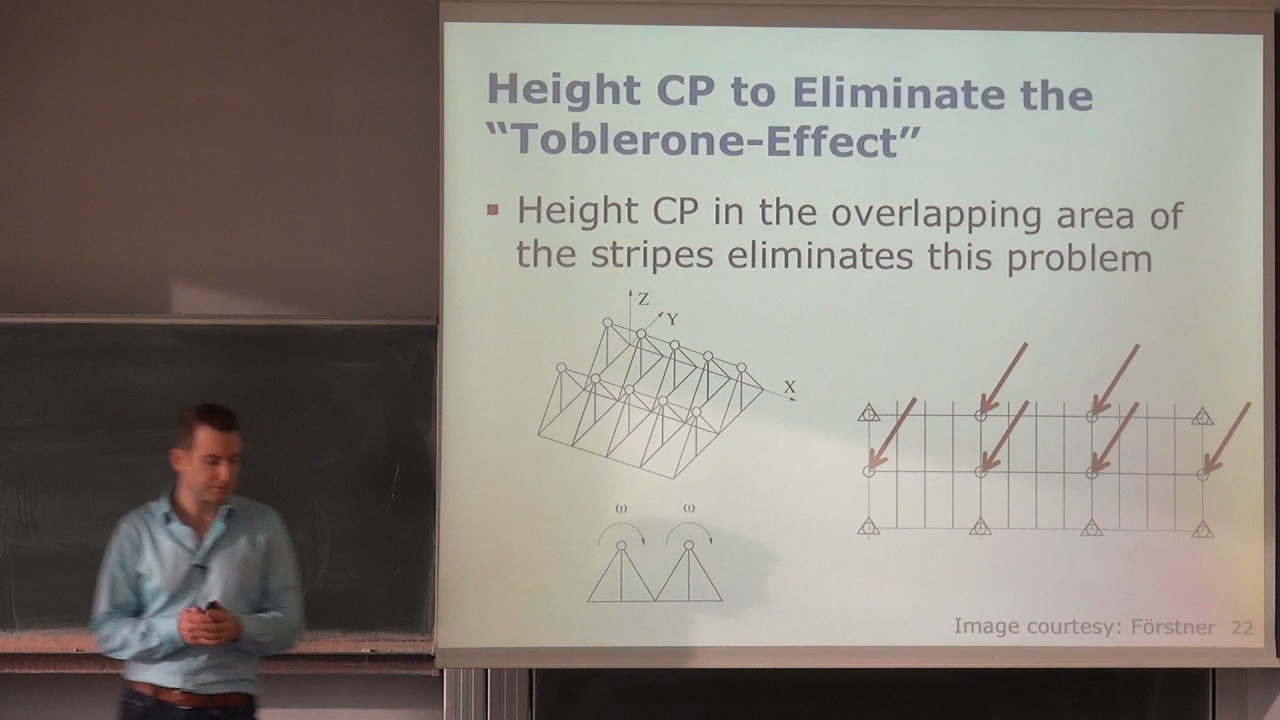 Height CP to Eliminate the
“Toblerone-Effect”
▪ Height CP in the overlapping area of
the stripes eliminates this problem
Z
Y
X
ω ω
Image courtesy: Förstner 22